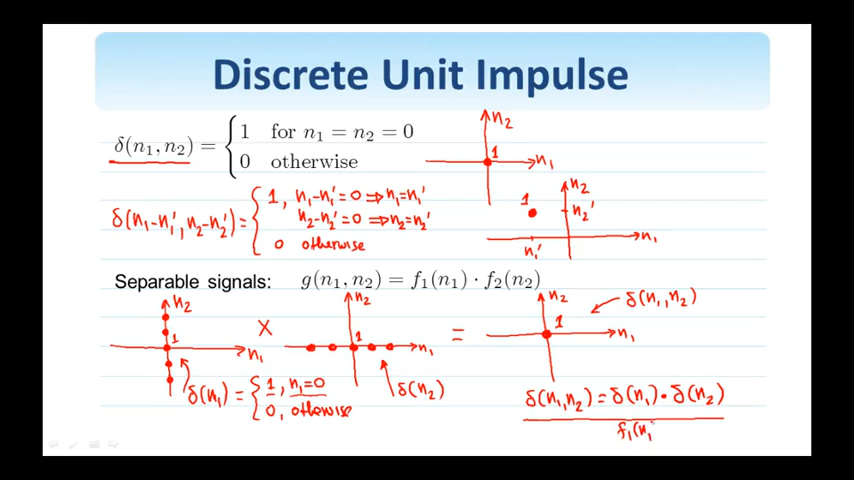 Discrete Unit Impulse
δ(n₁, n₂) = { 1 for n₁ = n₂ = 0
0 otherwise
n₂
1
n₁
δ(n₁-n₁', n₂-n₂') = { 1, n₁-n₁'=0 ⇒ n₁=n₁'
n₂-n₂'=0 ⇒ n₂=n₂'
0 otherwise
n₂
1
n₂'
n₁'
n₁
Separable signals: g(n₁, n₂) = f₁(n₁) · f₂(n₂)
n₂
1
n₁
×
n₂
1
n₁
=
n₂
1
n₁
δ(n₁,n₂)
δ(n₁) = { 1, n₁=0
0, otherwise
δ(n₂)
δ(n₁,n₂) = δ(n₁) · δ(n₂)
f₁(n₁